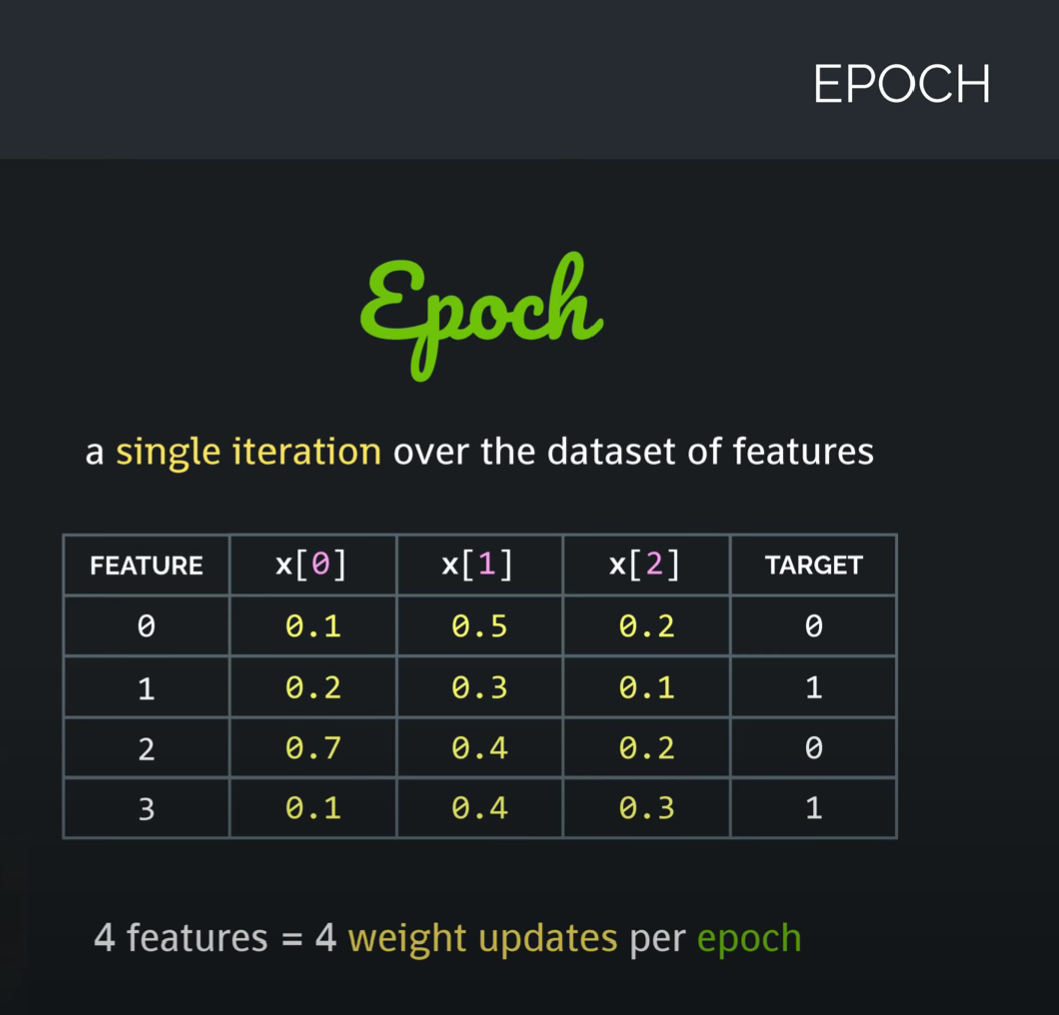 EPOCH
Epoch
a single iteration over the dataset of features
FEATURE x[0] x[1] x[2] TARGET
0 0.1 0.5 0.2 0
1 0.2 0.3 0.1 1
2 0.7 0.4 0.2 0
3 0.1 0.4 0.3 1
4 features = 4 weight updates per epoch